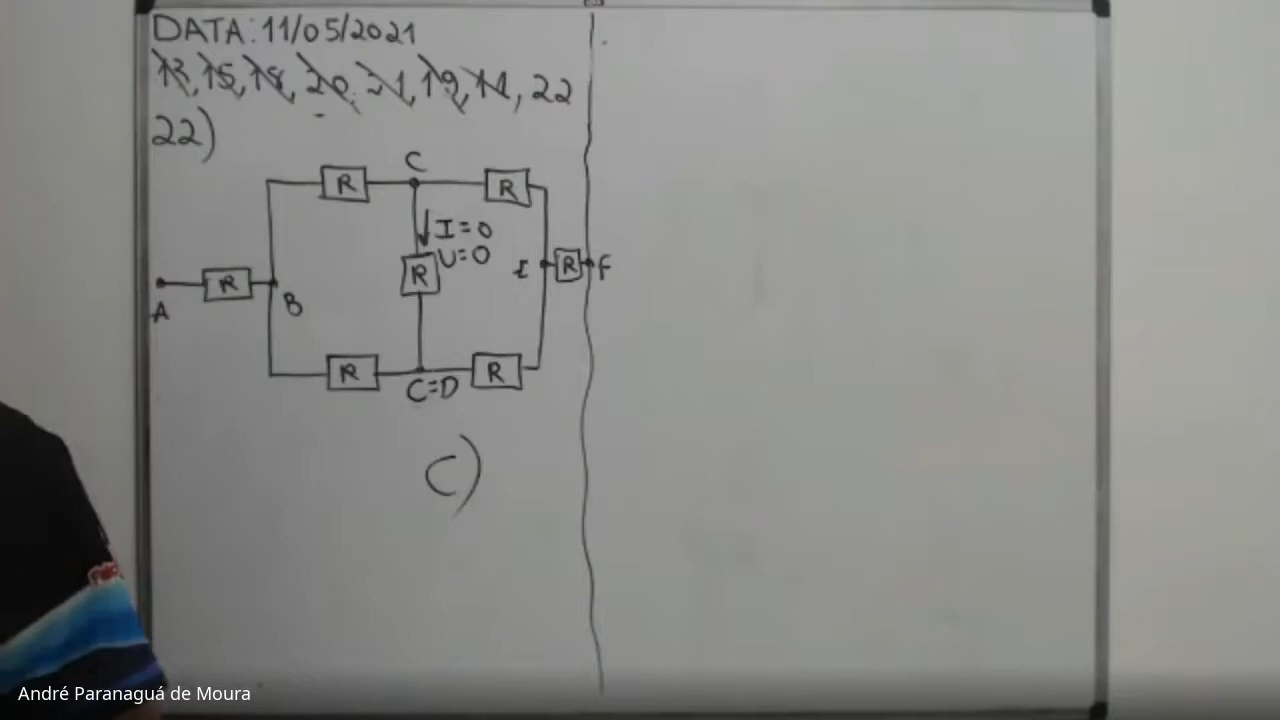 DATA: 11/05/2021
13, 15, 18, 20, 21, 19, 11, 22
22)
R C R
I=0
U=0
A R B R E R F
R C=D R
C)
André Paranaguá de Moura